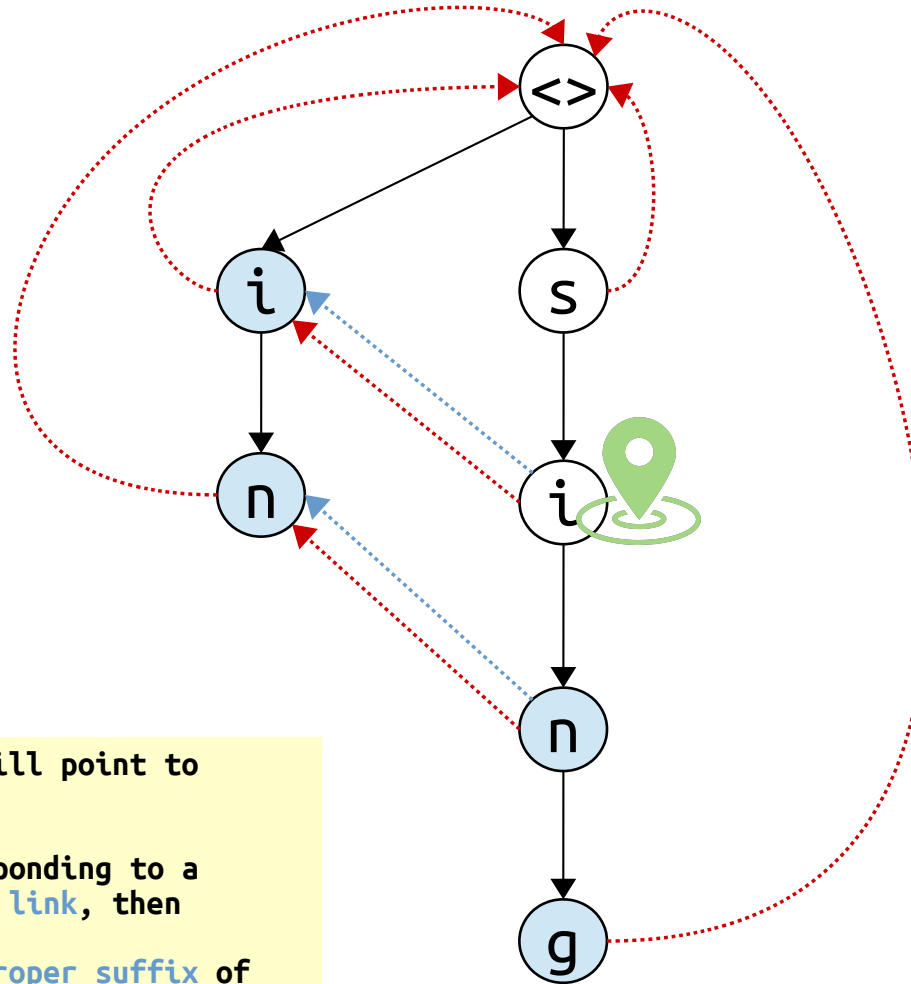 <>
i s
n i
n
ill point to
ponding to a
link, then
g
roper suffix of